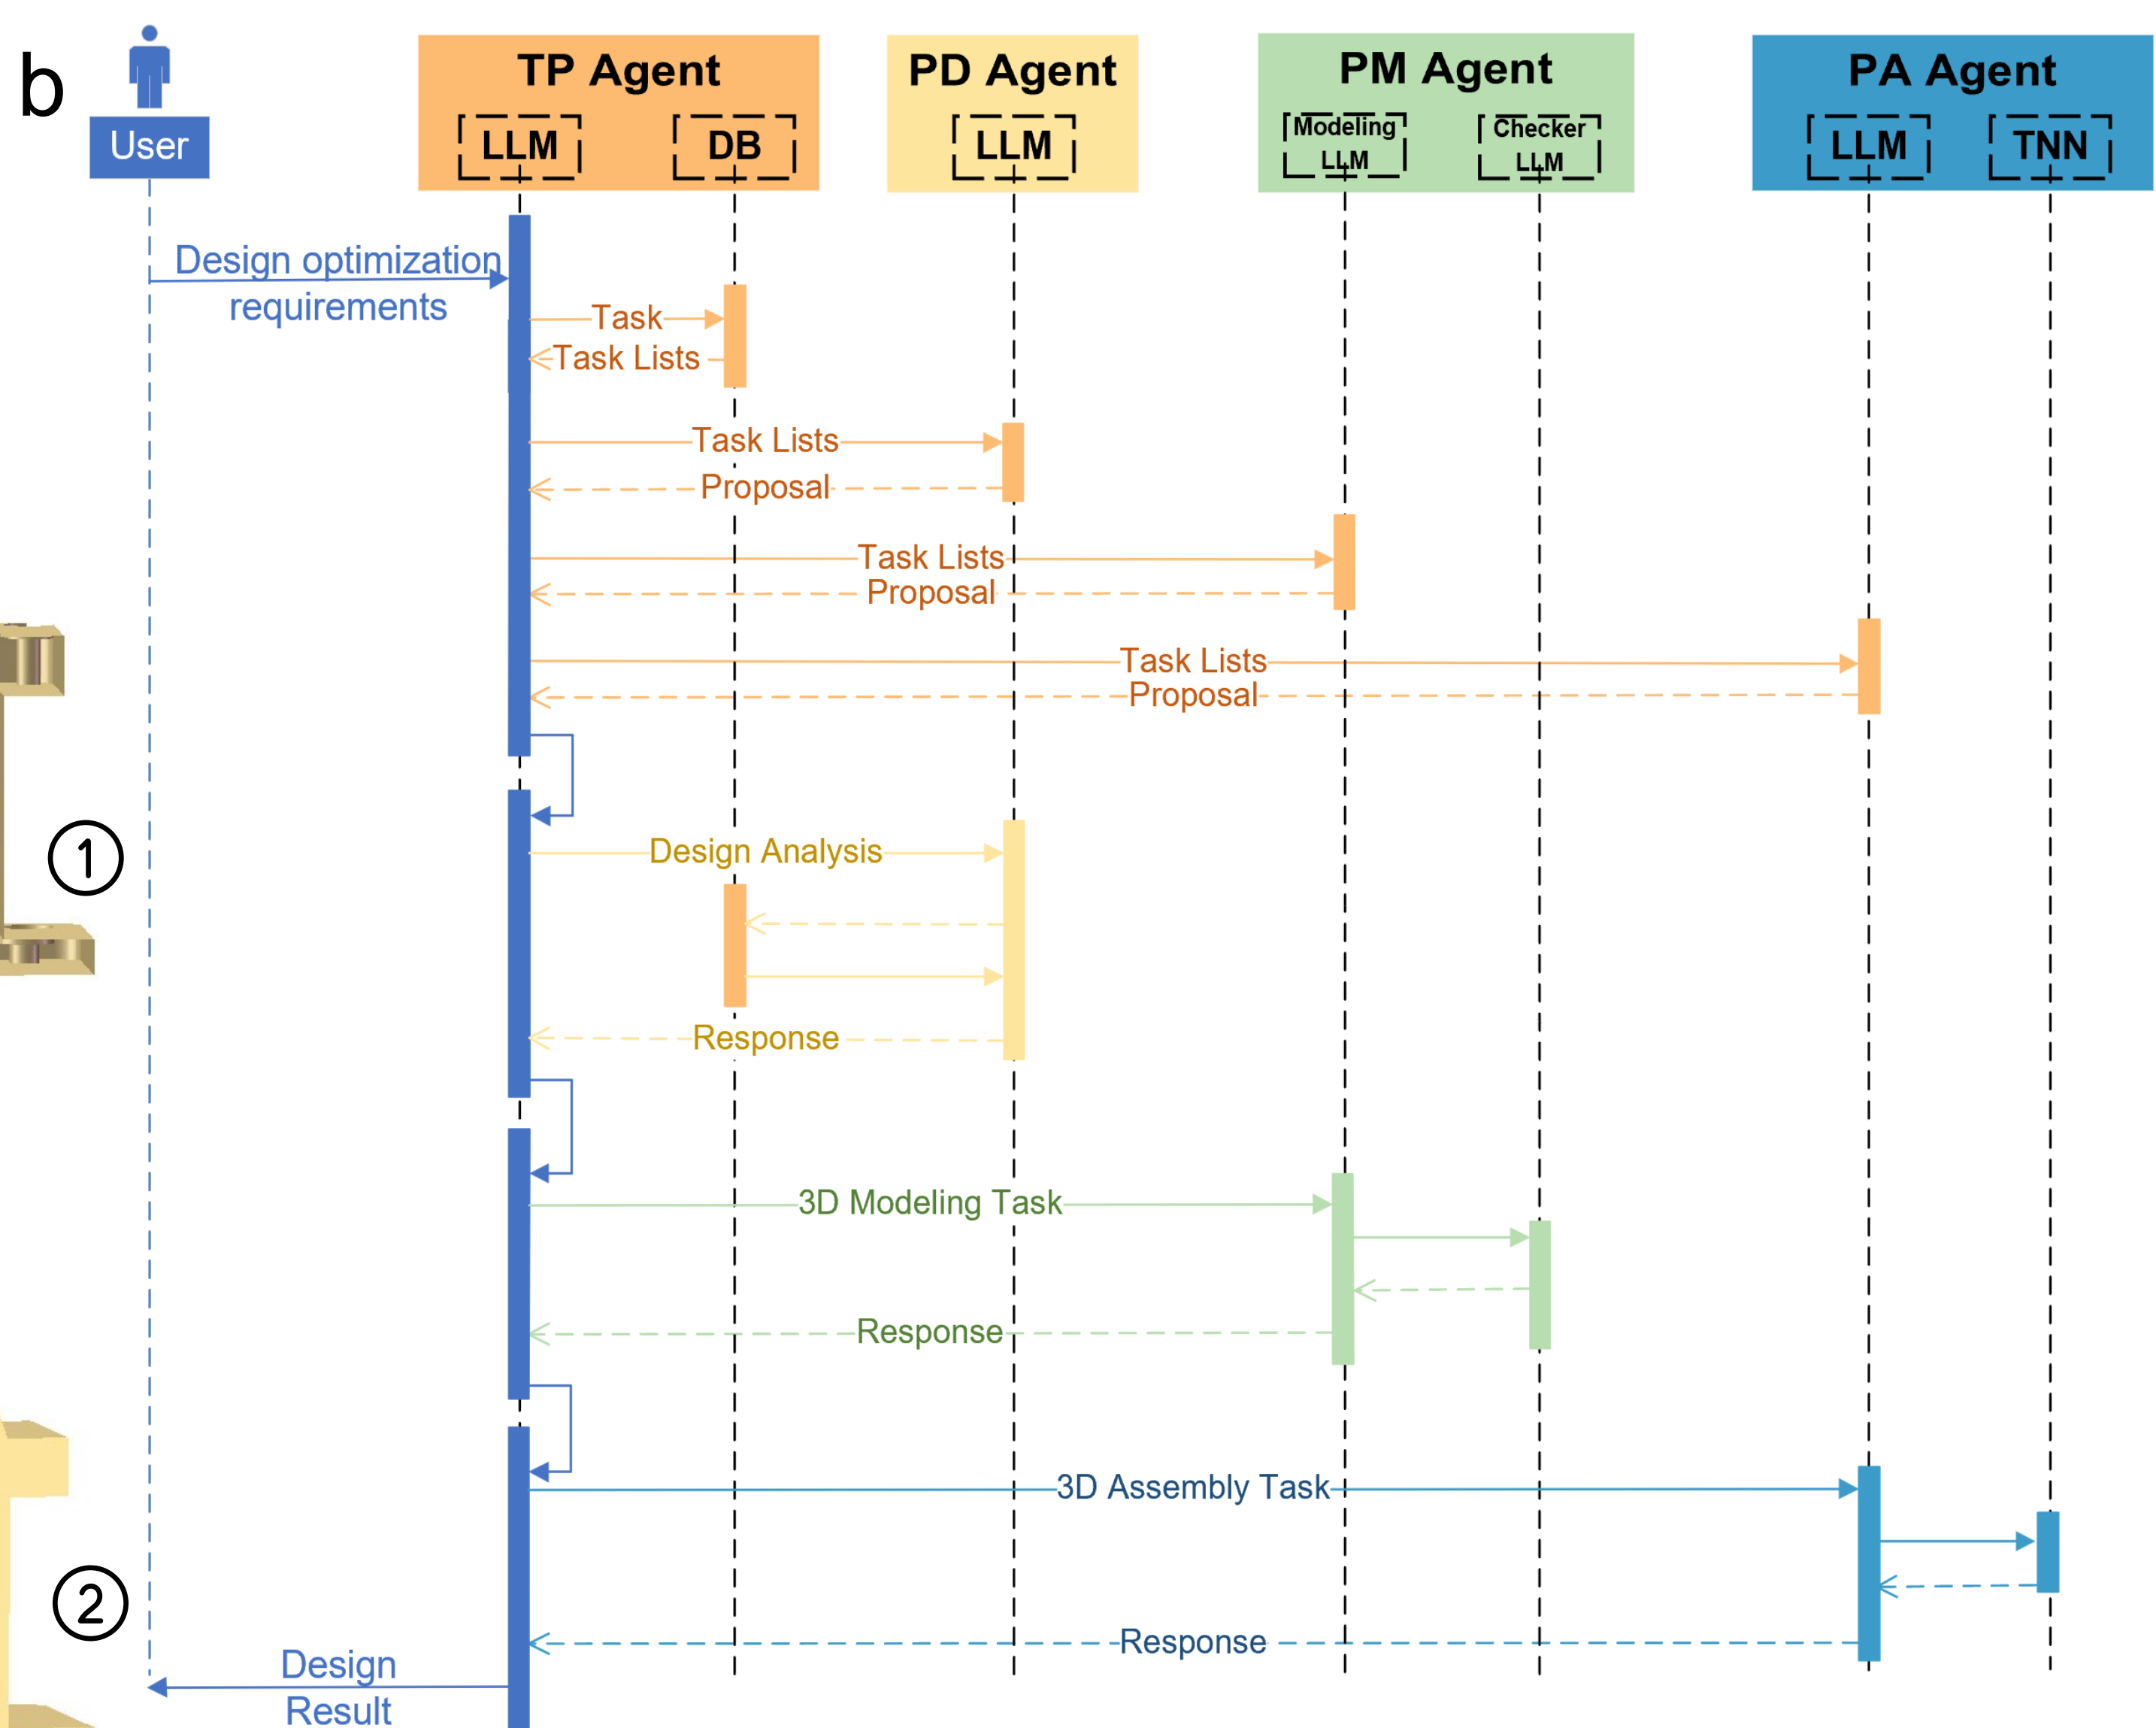 b
User
TP Agent
LLM
DB
PD Agent
LLM
PM Agent
Modeling
LLM
Checker
LLM
PA Agent
LLM
TNN
Design optimization
requirements
Task
Task Lists
Task Lists
Proposal
Task Lists
Proposal
Task Lists
Proposal
1
Design Analysis
Response
3D Modeling Task
Response
3D Assembly Task
2
Response
Design
Result